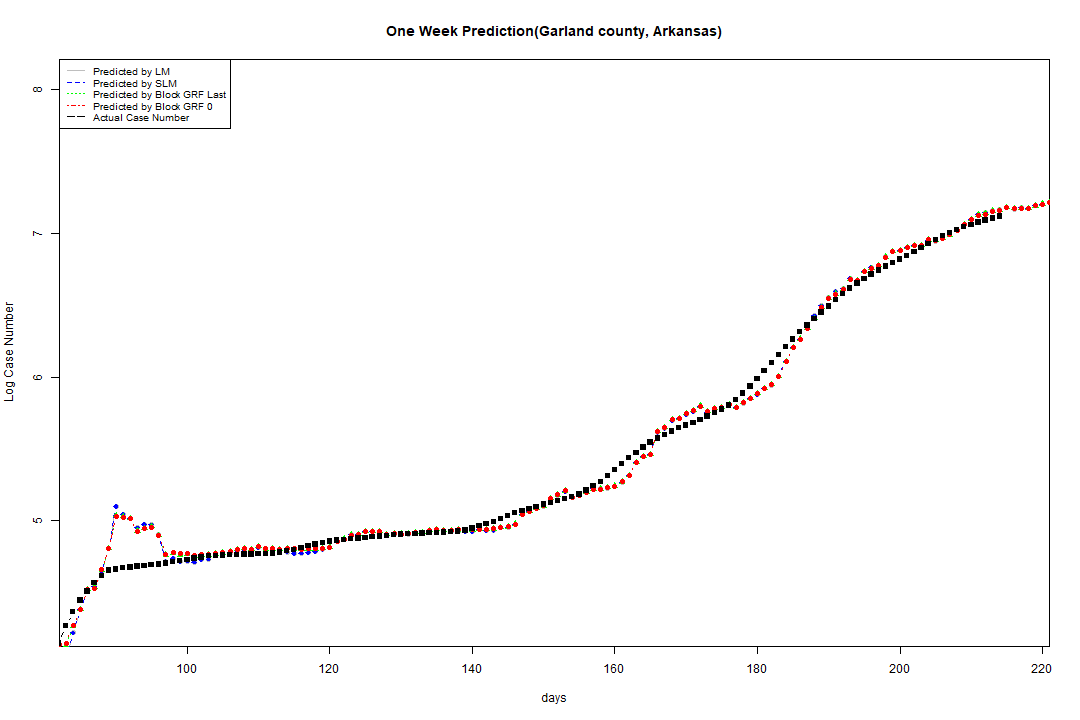 One Week Prediction(Garland county, Arkansas)
Predicted by LM
Predicted by SLM
Predicted by Block GRF Last
Predicted by Block GRF 0
Actual Case Number
8
7
6
5
Log Case Number
100 120 140 160 180 200 220
days